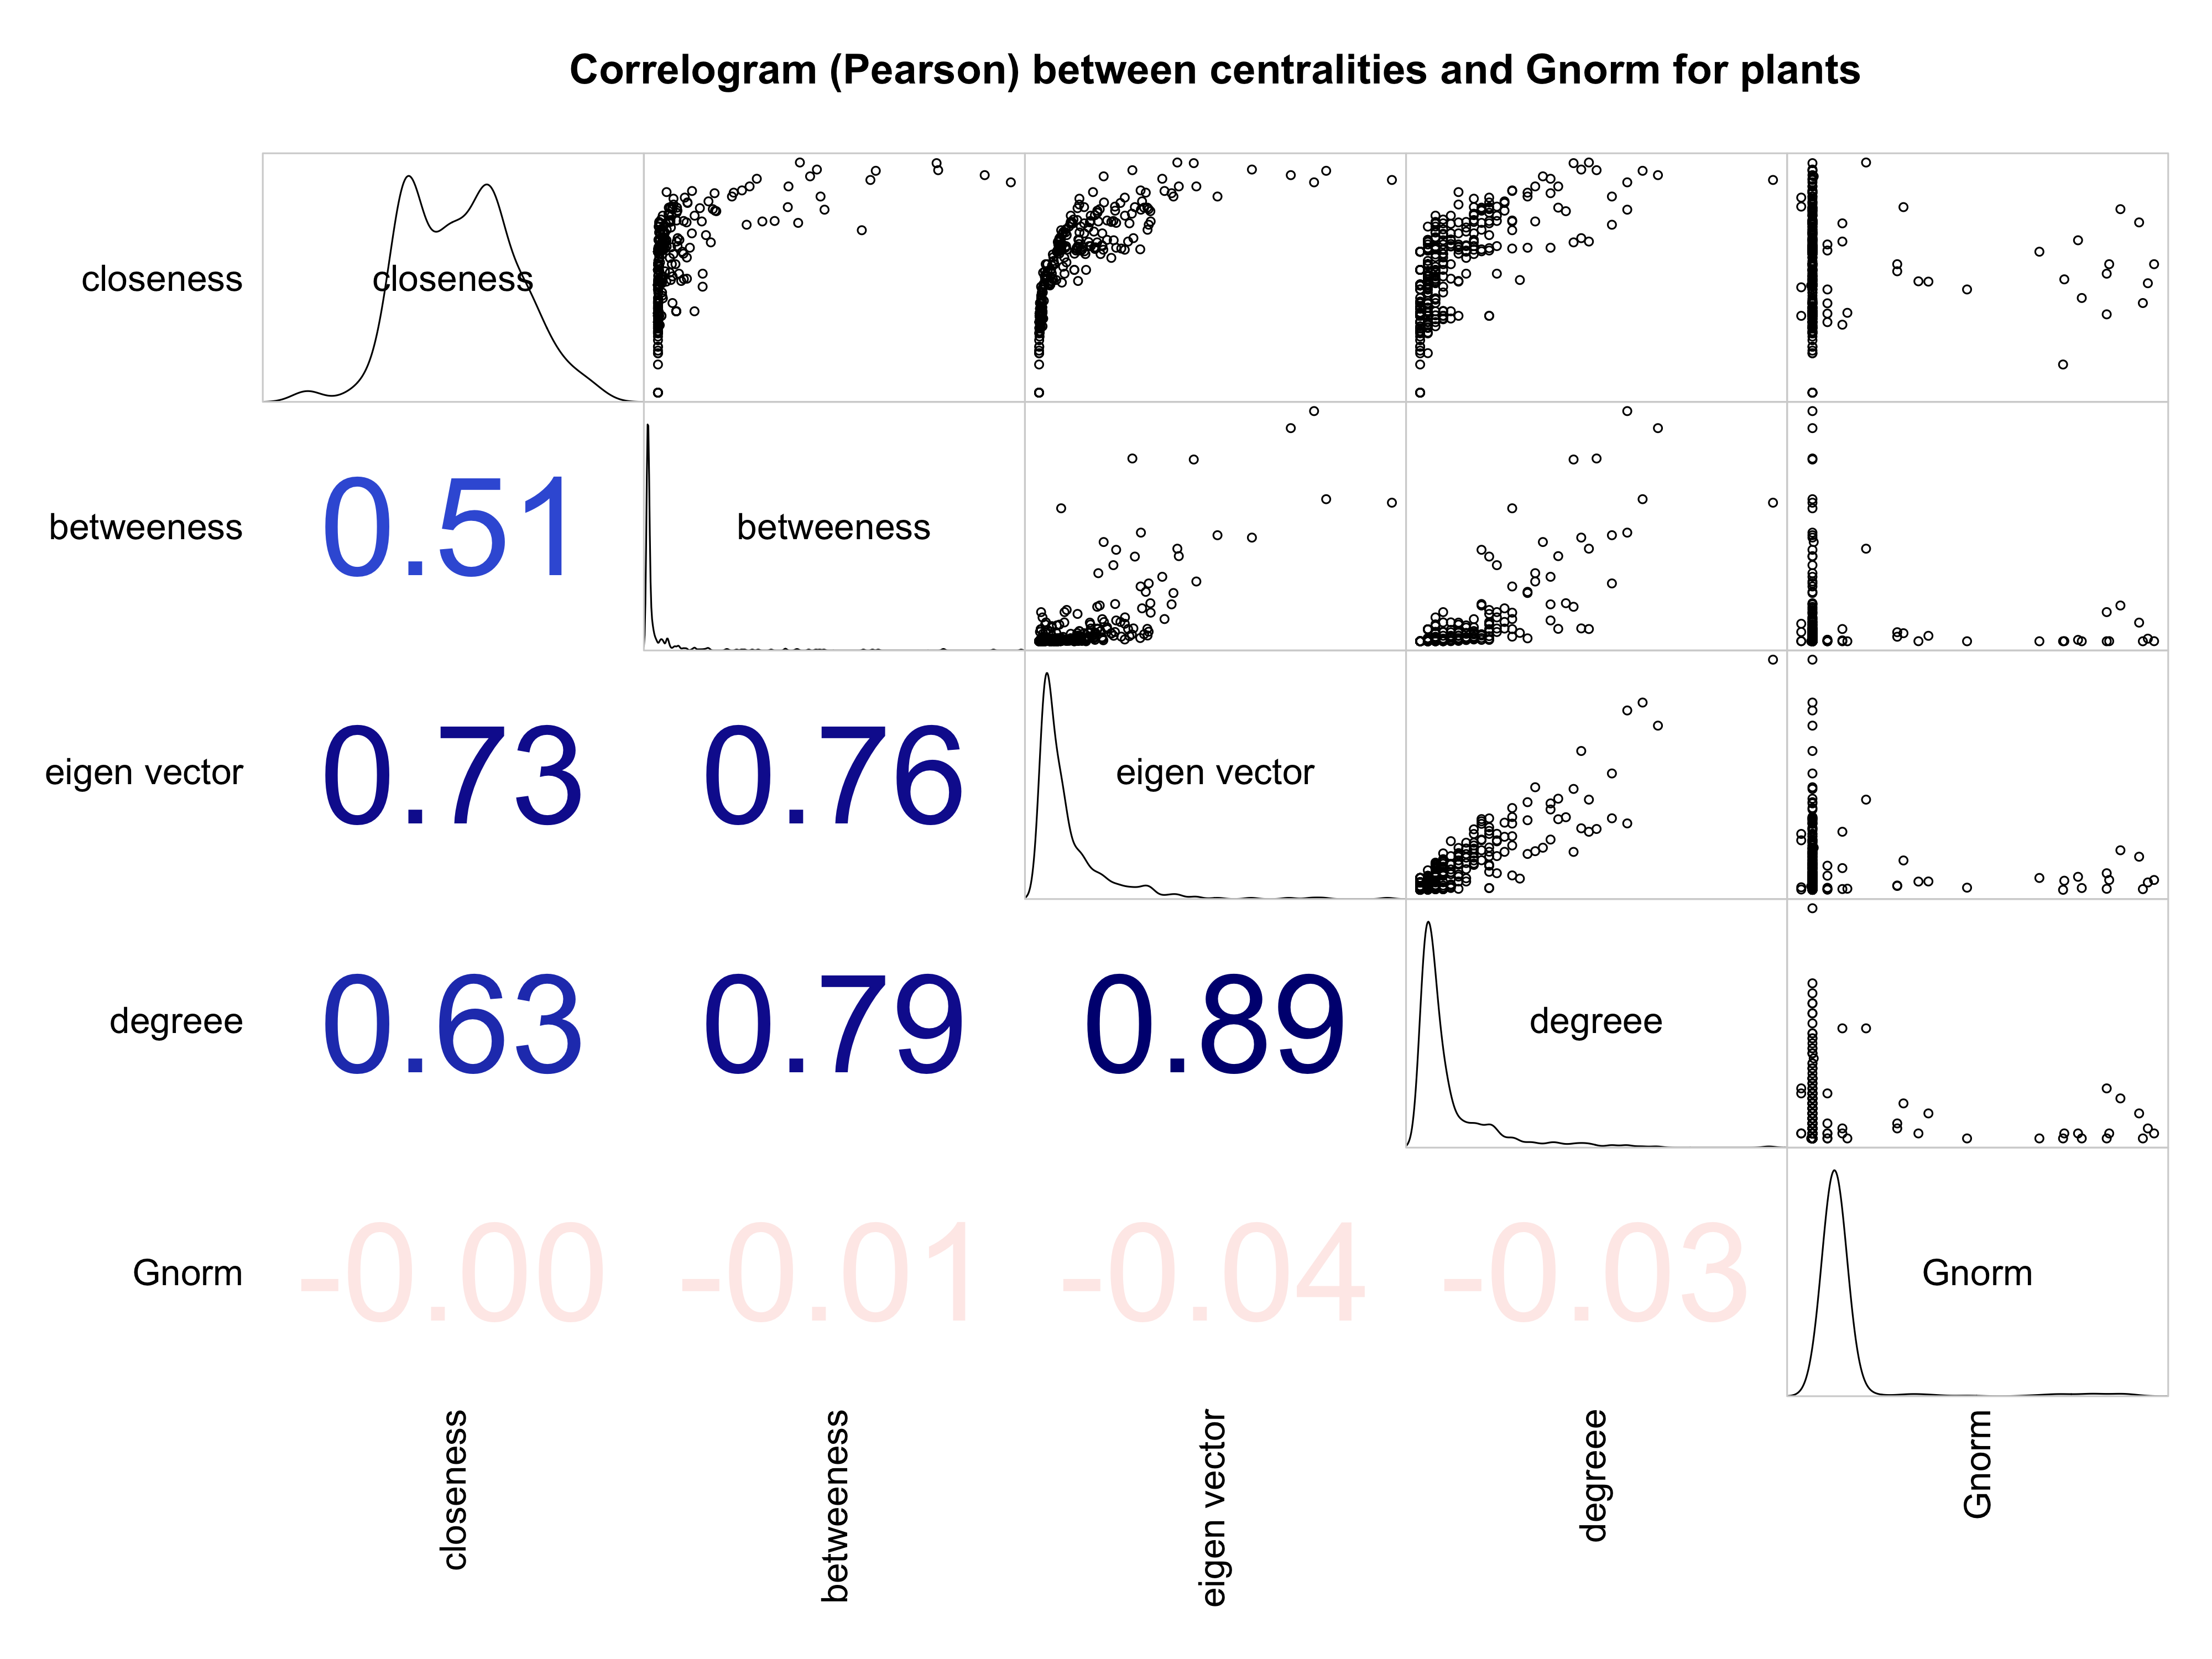 Correlogram (Pearson) between centralities and Gnorm for plants
closeness
closeness
betweeness
0.51
betweeness
eigen vector
0.73
0.76
eigen vector
degreee
0.63
0.79
0.89
degreee
Gnorm
-0.00
-0.01
-0.04
-0.03
Gnorm
closeness
betweeness
eigen vector
degreee
Gnorm